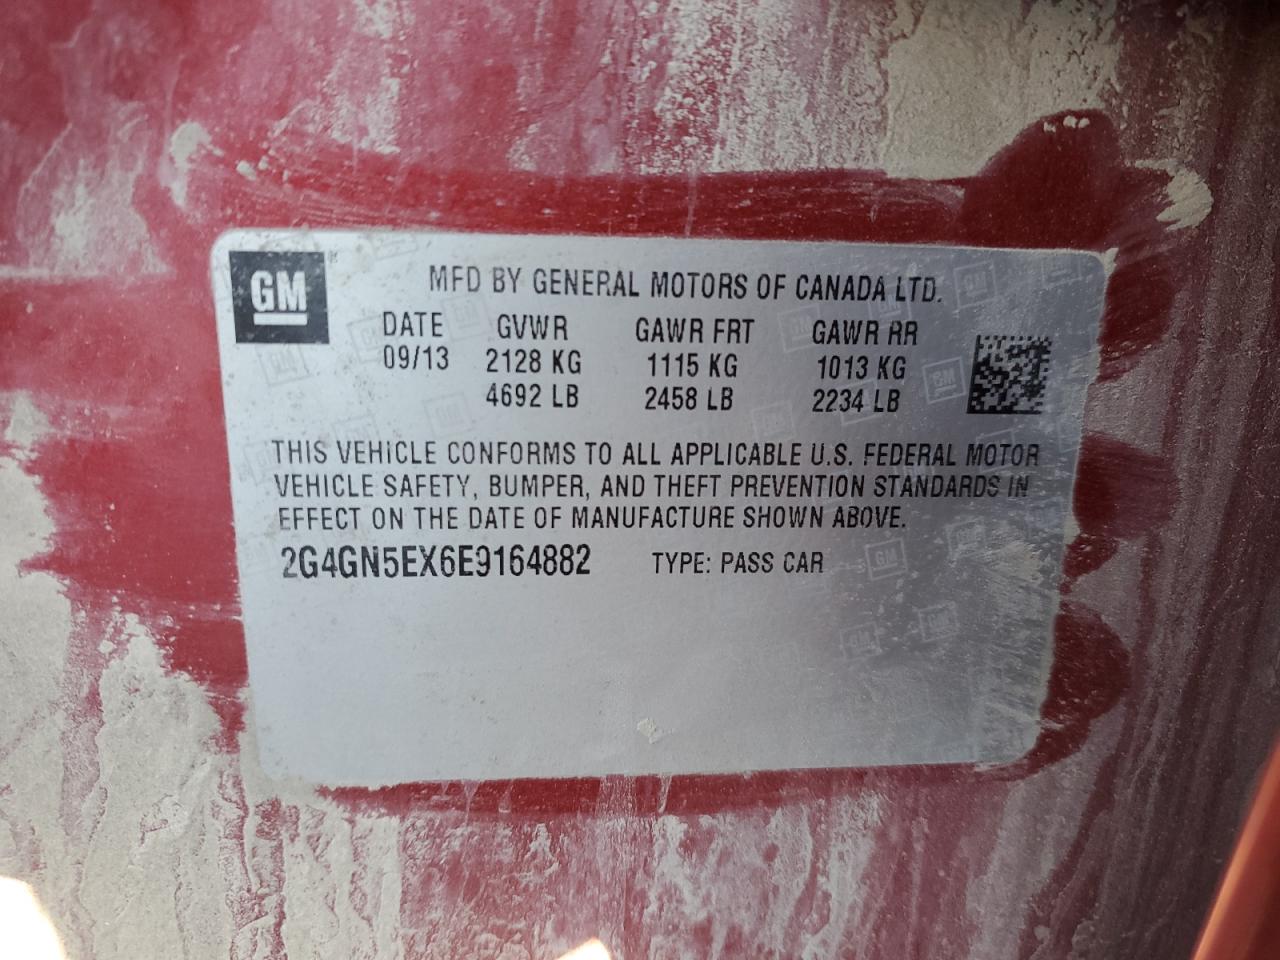 GM
MFD BY GENERAL MOTORS OF CANADA LTD.
DATE GVWR GAWR FRT GAWR RR
09/13 2128 KG 1115 KG 1013 KG
4692 LB 2458 LB 2234 LB
THIS VEHICLE CONFORMS TO ALL APPLICABLE U.S. FEDERAL MOTOR
VEHICLE SAFETY, BUMPER, AND THEFT PREVENTION STANDARDS IN
EFFECT ON THE DATE OF MANUFACTURE SHOWN ABOVE.
2G4GN5EX6E9164882 TYPE: PASS CAR